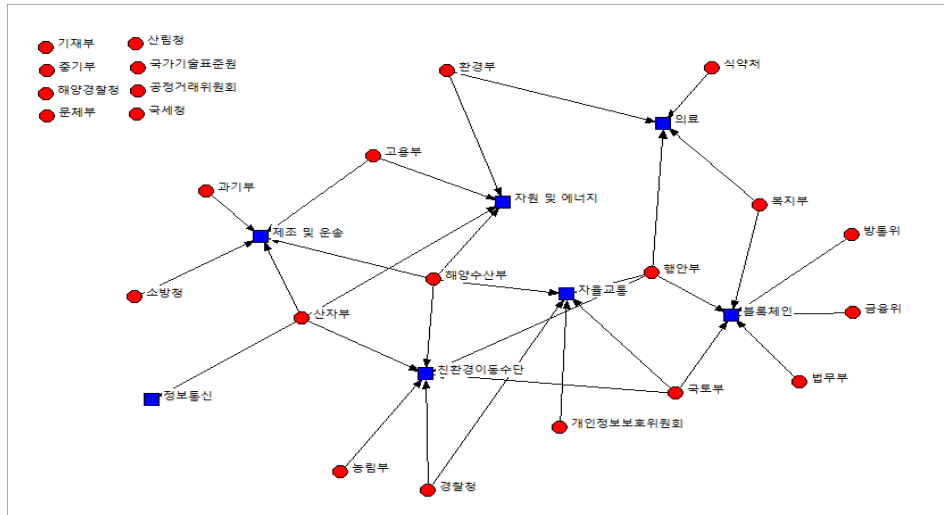 기재부
산림청
중기부
국가기술표준원
해양경찰청
공정거래위원회
문체부
국세청
환경부
식약처
의료
고용부
과기부
자원 및 에너지
복지부
제조 및 운송
방통위
해양수산부
행안부
소방청
자율교통
산자부
블록체인
금융위
친환경이동수단
법무부
정보통신
국토부
개인정보보호위원회
농림부
경찰청